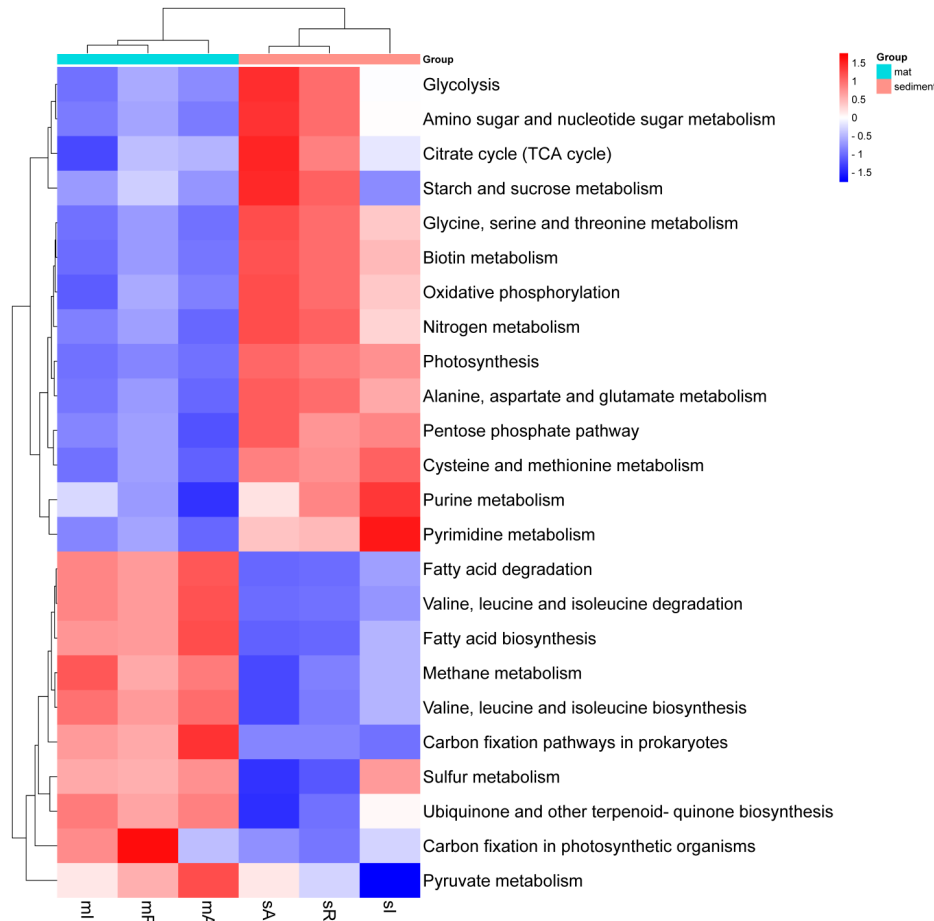 Group
Glycolysis
Amino sugar and nucleotide sugar metabolism
Citrate cycle (TCA cycle)
Starch and sucrose metabolism
Glycine, serine and threonine metabolism
Biotin metabolism
Oxidative phosphorylation
Nitrogen metabolism
Photosynthesis
Alanine, aspartate and glutamate metabolism
Pentose phosphate pathway
Cysteine and methionine metabolism
Purine metabolism
Pyrimidine metabolism
Fatty acid degradation
Valine, leucine and isoleucine degradation
Fatty acid biosynthesis
Methane metabolism
Valine, leucine and isoleucine biosynthesis
Carbon fixation pathways in prokaryotes
Sulfur metabolism
Ubiquinone and other terpenoid- quinone biosynthesis
Carbon fixation in photosynthetic organisms
Pyruvate metabolism
sA
sR
sI
1.5
1
0.5
0
- 0.5
- 1
- 1.5
Group
mat